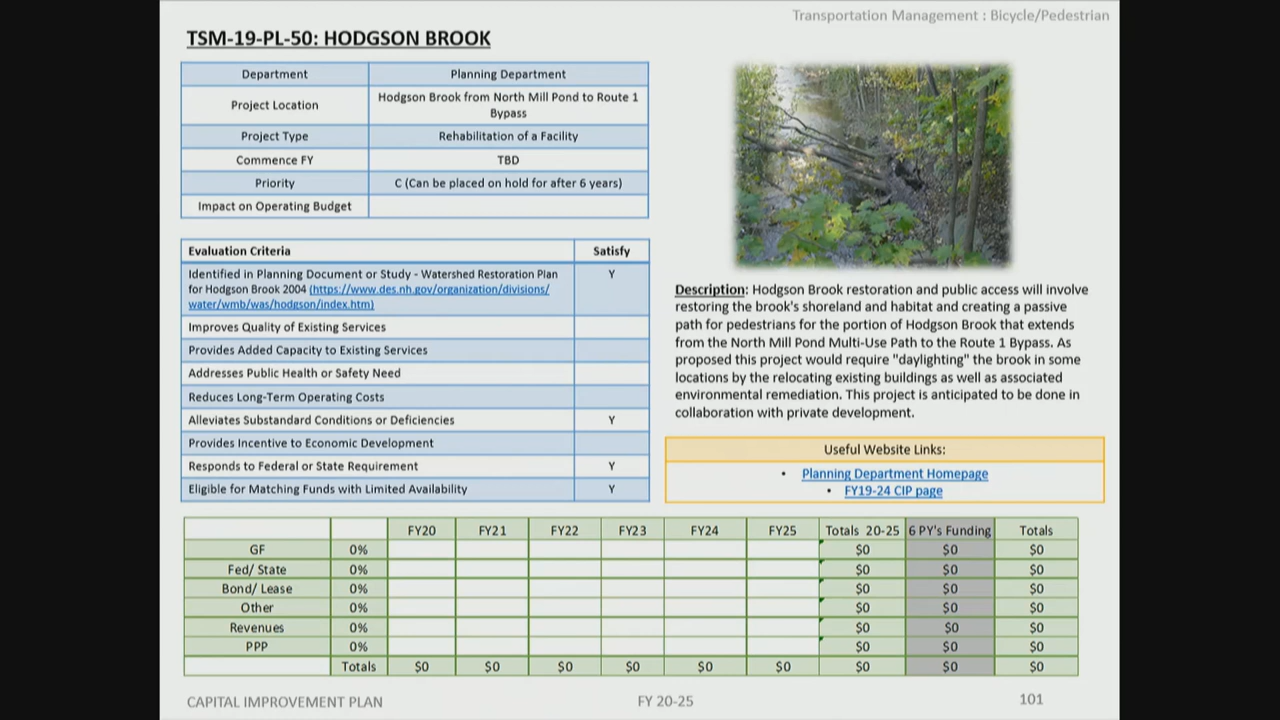 Transportation Management : Bicycle/Pedestrian
TSM-19-PL-50: HODGSON BROOK
Department Planning Department
Project Location Hodgson Brook from North Mill Pond to Route 1
Bypass
Project Type Rehabilitation of a Facility
Commence FY TBD
Priority C (Can be placed on hold for after 6 years)
Impact on Operating Budget
Evaluation Criteria Satisfy
Identified in Planning Document or Study - Watershed Restoration Plan Y
for Hodgson Brook 2004 (https://www.des.nh.gov/organization/divisions/
water/wmb/was/hodgson/index.htm)
Improves Quality of Existing Services
Provides Added Capacity to Existing Services
Addresses Public Health or Safety Need
Reduces Long-Term Operating Costs
Alleviates Substandard Conditions or Deficiencies Y
Provides Incentive to Economic Development
Responds to Federal or State Requirement Y
Eligible for Matching Funds with Limited Availability Y
Description: Hodgson Brook restoration and public access will involve
restoring the brook's shoreland and habitat and creating a passive
path for pedestrians for the portion of Hodgson Brook that extends
from the North Mill Pond Multi-Use Path to the Route 1 Bypass. As
proposed this project would require "daylighting" the brook in some
locations by the relocating existing buildings as well as associated
environmental remediation. This project is anticipated to be done in
collaboration with private development.
Useful Website Links:
• Planning Department Homepage
• FY19-24 CIP page
FY20 FY21 FY22 FY23 FY24 FY25 Totals 20-25 6 PY's Funding Totals
GF 0% $0 $0 $0
Fed/ State 0% $0 $0 $0
Bond/ Lease 0% $0 $0 $0
Other 0% $0 $0 $0
Revenues 0% $0 $0 $0
PPP 0% $0 $0 $0
Totals $0 $0 $0 $0 $0 $0 $0 $0 $0
CAPITAL IMPROVEMENT PLAN FY 20-25 101